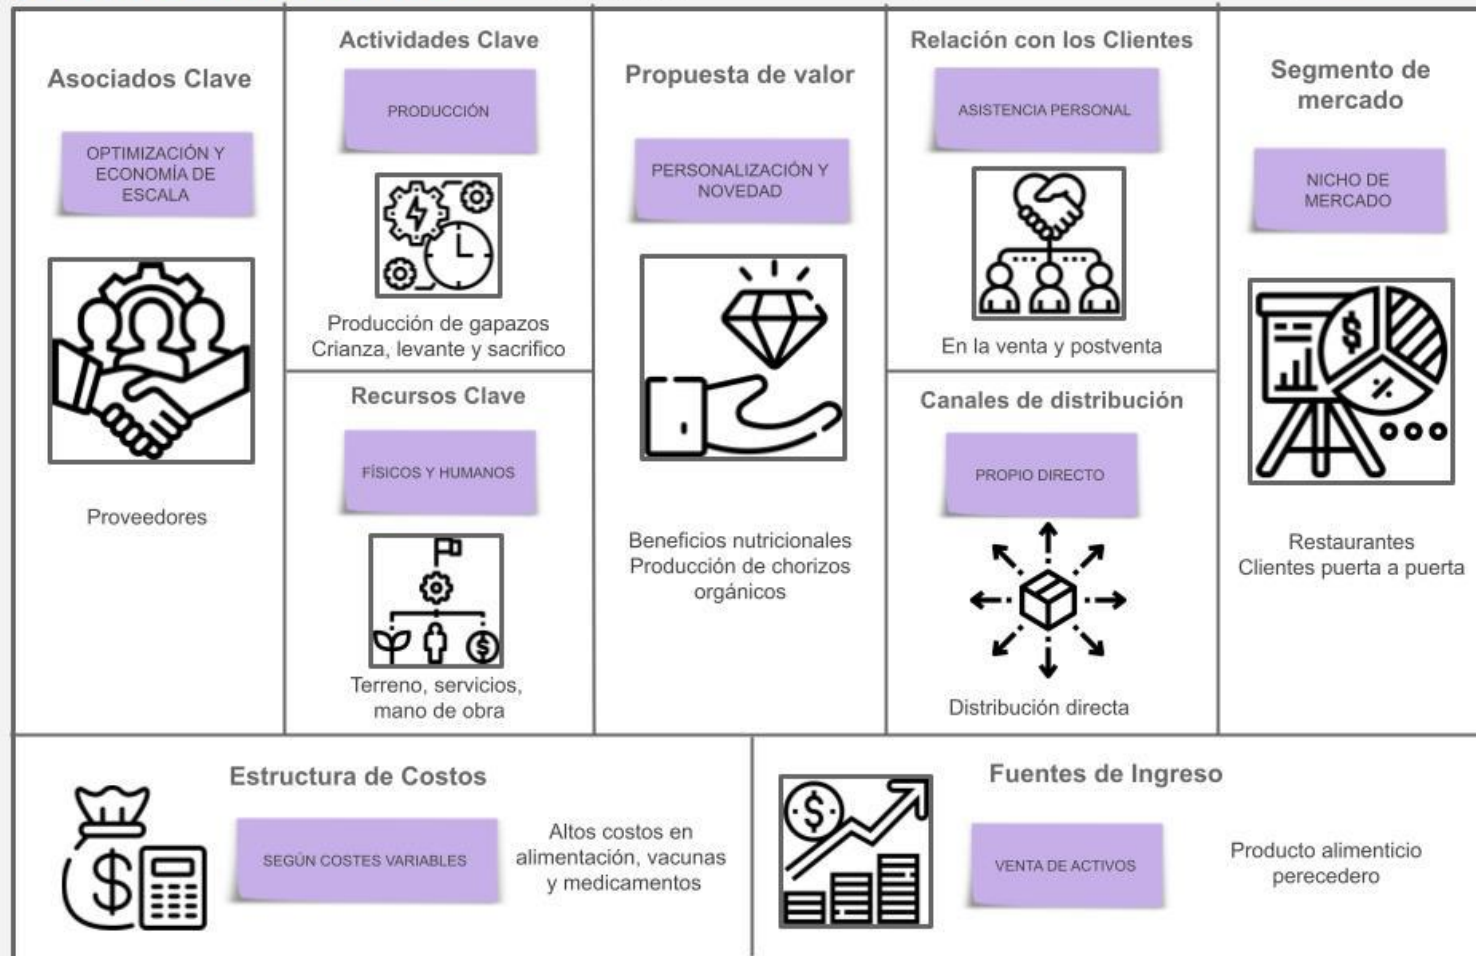 Asociados Clave
OPTIMIZACIÓN Y
ECONOMÍA DE
ESCALA
Proveedores
Actividades Clave
PRODUCCIÓN
Producción de gapazos
Crianza, levante y sacrifico
Recursos Clave
FÍSICOS Y HUMANOS
Terreno, servicios,
mano de obra
Propuesta de valor
PERSONALIZACIÓN Y
NOVEDAD
Beneficios nutricionales
Producción de chorizos
orgánicos
Relación con los Clientes
ASISTENCIA PERSONAL
En la venta y postventa
Canales de distribución
PROPIO DIRECTO
Distribución directa
Segmento de
mercado
NICHO DE
MERCADO
$
%
Restaurantes
Clientes puerta a puerta
Estructura de Costos
$
SEGÚN COSTES VARIABLES
Altos costos en
alimentación, vacunas
y medicamentos
Fuentes de Ingreso
$
VENTA DE ACTIVOS
Producto alimenticio
perecedero